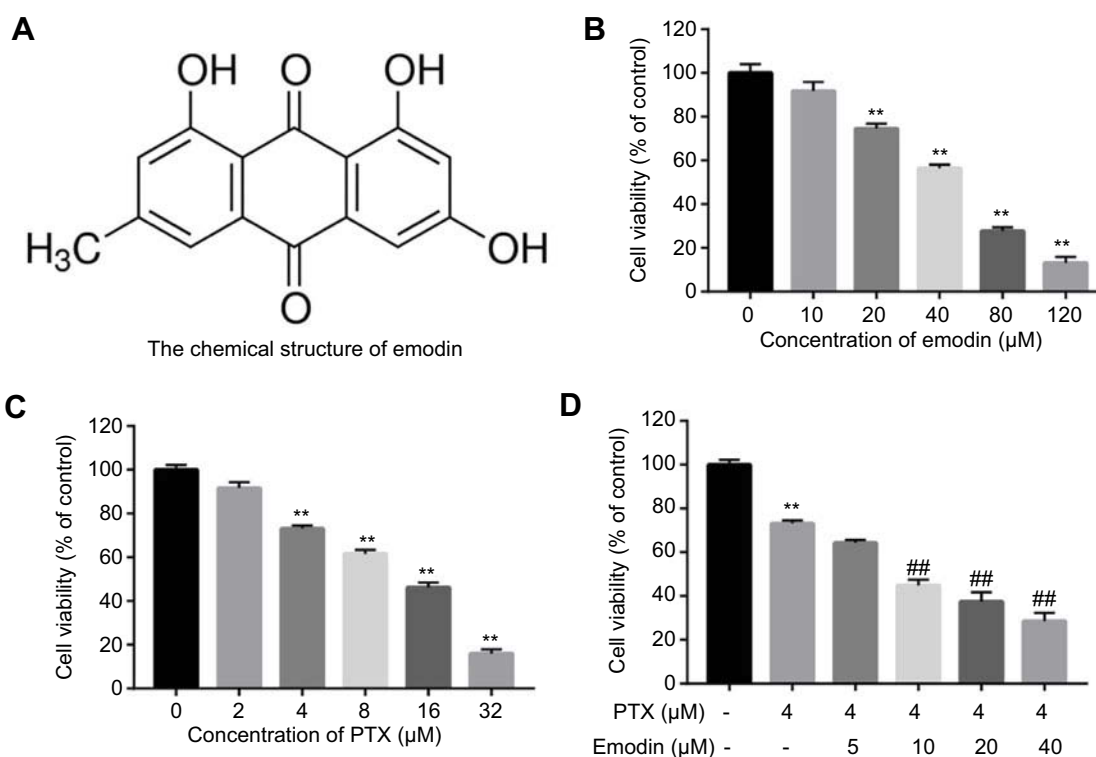 A
OH O OH
H3C
OH
O
The chemical structure of emodin
B
Cell viability (% of control)
120
100
80
60
40
20
0
** ** ** **
0 10 20 40 80 120
Concentration of emodin (µM)
C
Cell viability (% of control)
120
100
80
60
40
20
0
** ** ** **
0 2 4 8 16 32
Concentration of PTX (µM)
D
Cell viability (% of control)
120
100
80
60
40
20
0
** ## ## ##
PTX (µM) - 4 4 4 4 4
Emodin (µM) - - 5 10 20 40